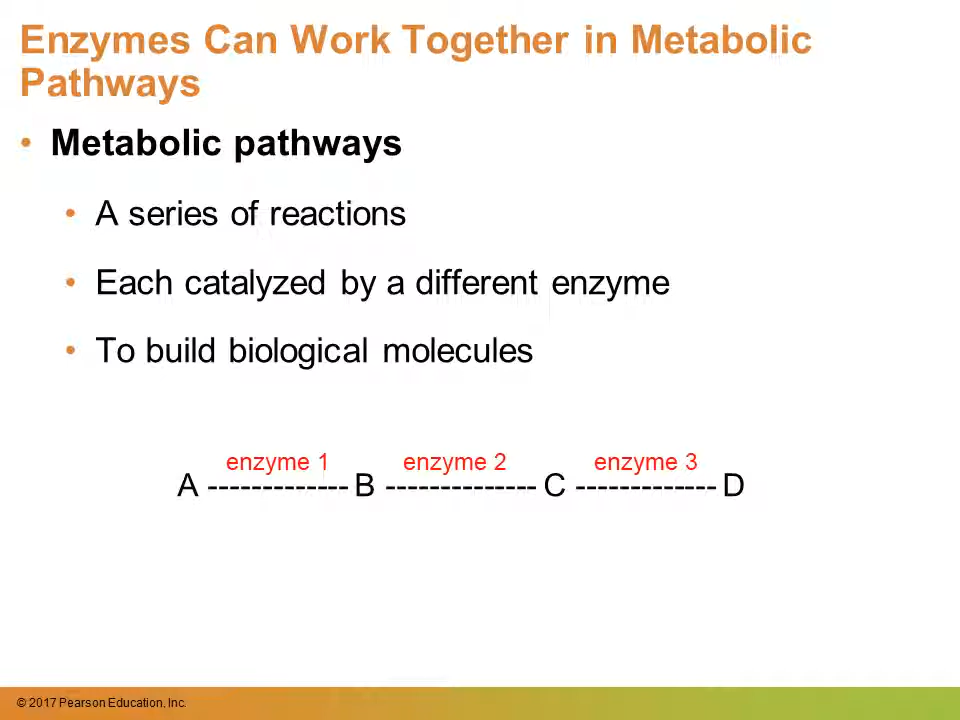 Enzymes Can Work Together in Metabolic
Pathways
• Metabolic pathways
• A series of reactions
• Each catalyzed by a different enzyme
• To build biological molecules
enzyme 1 enzyme 2 enzyme 3
A ------------- B -------------- C ------------- D
© 2017 Pearson Education, Inc.